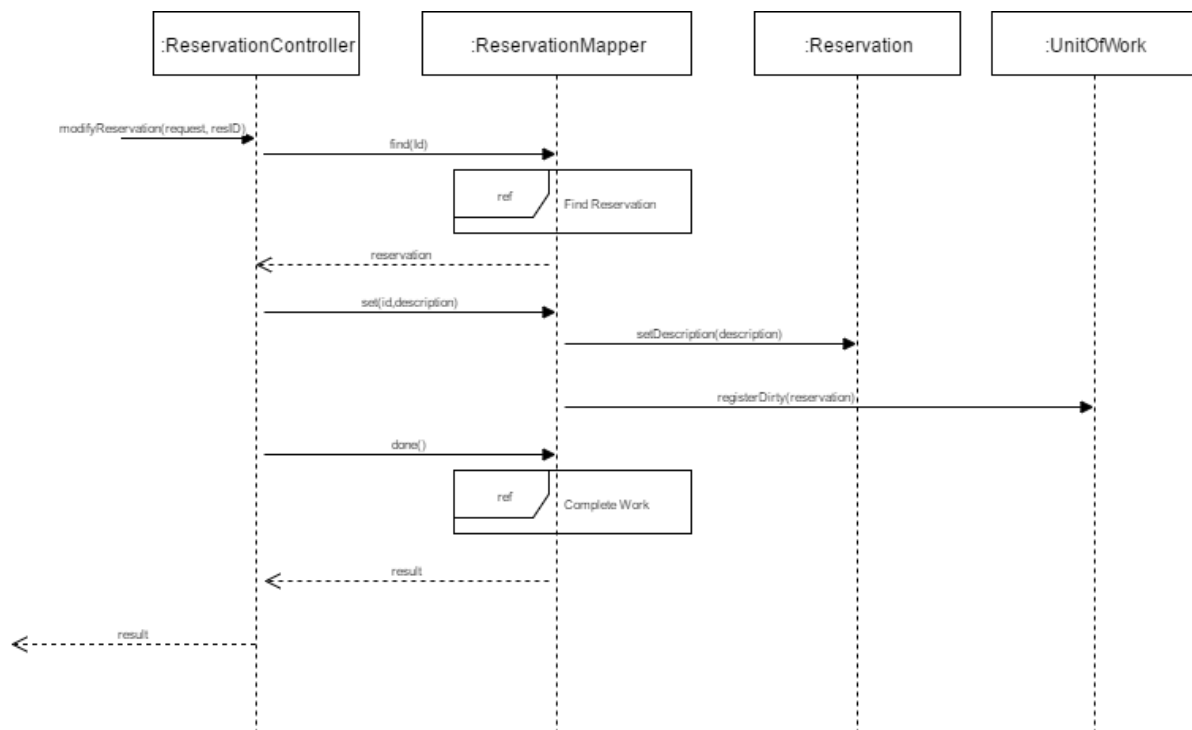 :ReservationController
:ReservationMapper
:Reservation
:UnitOfWork
modifyReservation(request, resID)
find(Id)
ref
Find Reservation
reservation
set(id,description)
setDescription(description)
registerDirty(reservation)
done()
ref
Complete Work
result
result